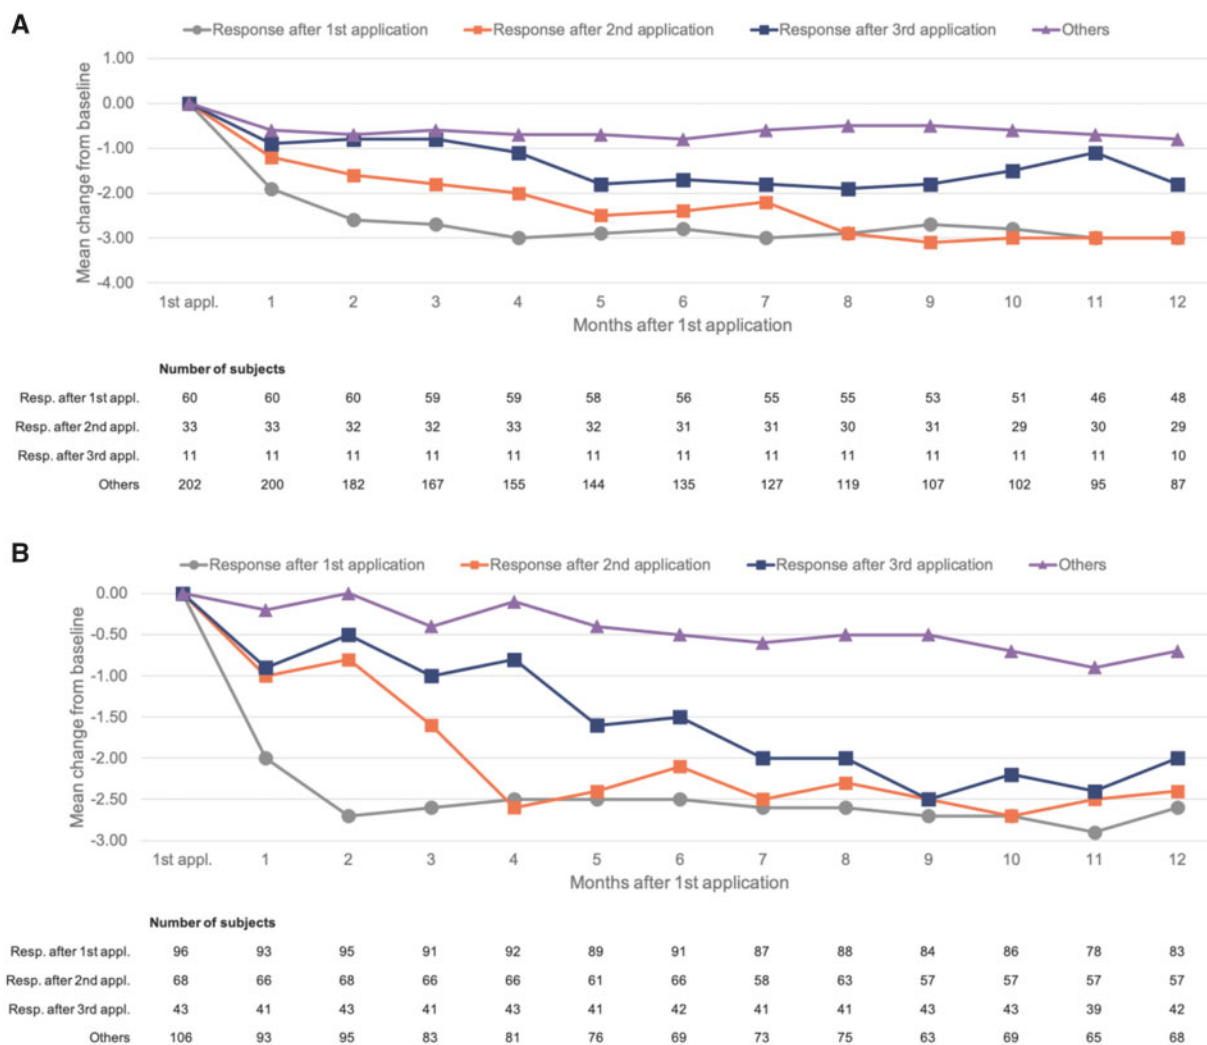 A
Response after 1st application Response after 2nd application Response after 3rd application Others
Mean change from baseline
1.00
0.00
-1.00
-2.00
-3.00
-4.00
1st appl. 1 2 3 4 5 6 7 8 9 10 11 12
Months after 1st application
Number of subjects
Resp. after 1st appl. 60 60 60 59 59 58 56 55 55 53 51 46 48
Resp. after 2nd appl. 33 33 32 32 33 32 31 31 30 31 29 30 29
Resp. after 3rd appl. 11 11 11 11 11 11 11 11 11 11 11 11 10
Others 202 200 182 167 155 144 135 127 119 107 102 95 87
B
Response after 1st application Response after 2nd application Response after 3rd application Others
Mean change from baseline
0.00
-0.50
-1.00
-1.50
-2.00
-2.50
-3.00
1st appl. 1 2 3 4 5 6 7 8 9 10 11 12
Months after 1st application
Number of subjects
Resp. after 1st appl. 96 93 95 91 92 89 91 87 88 84 86 78 83
Resp. after 2nd appl. 68 66 68 66 66 61 66 58 63 57 57 57 57
Resp. after 3rd appl. 43 41 43 41 43 41 42 41 41 43 43 39 42
Others 106 93 95 83 81 76 69 73 75 63 69 65 68